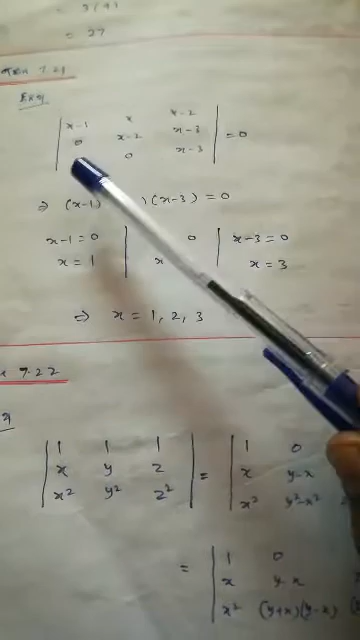 = 27
7.21
| x-1 x x-2 |
| 0 x-2 x-3 | = 0
| 0 0 x-3 |
⇒ (x-1) )(x-3) = 0
x-1=0 | 0 | x-3=0
x=1 | x | x=3
⇒ x = 1, 2, 3
7.22
| 1 1 1 | | 1 0
| x y z | = | x y-x
| x² y² z² | | x² y²-x²
| 1 0
= | x y-x
| x² (y+x)(y-x)